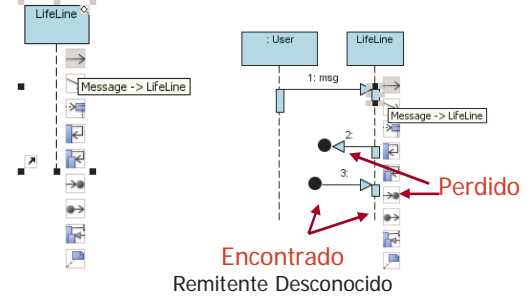 LifeLine
Message -> LifeLine
: User
LifeLine
1: msg
Message -> LifeLine
2:
3:
Perdido
Encontrado
Remitente Desconocido